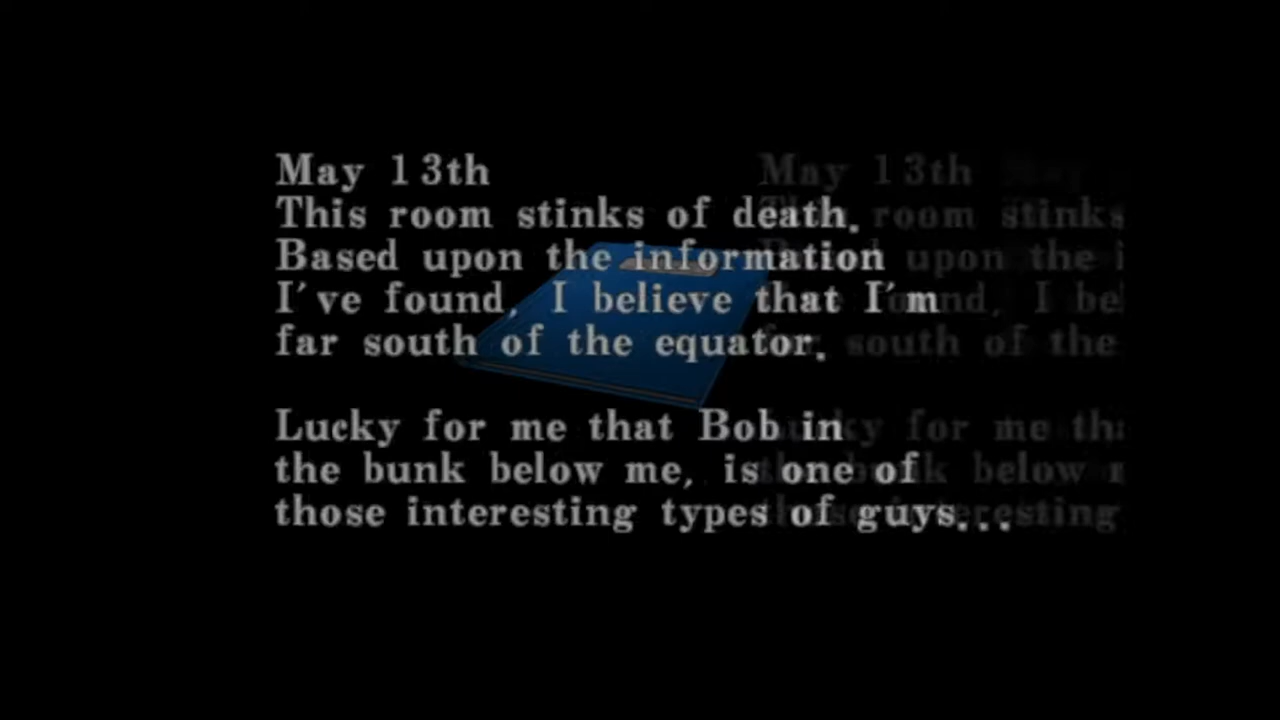 May 13th
This room stinks of death.
Based upon the information
I've found, I believe that I'm
far south of the equator.
Lucky for me that Bob in
the bunk below me, is one of
those interesting types of guys...